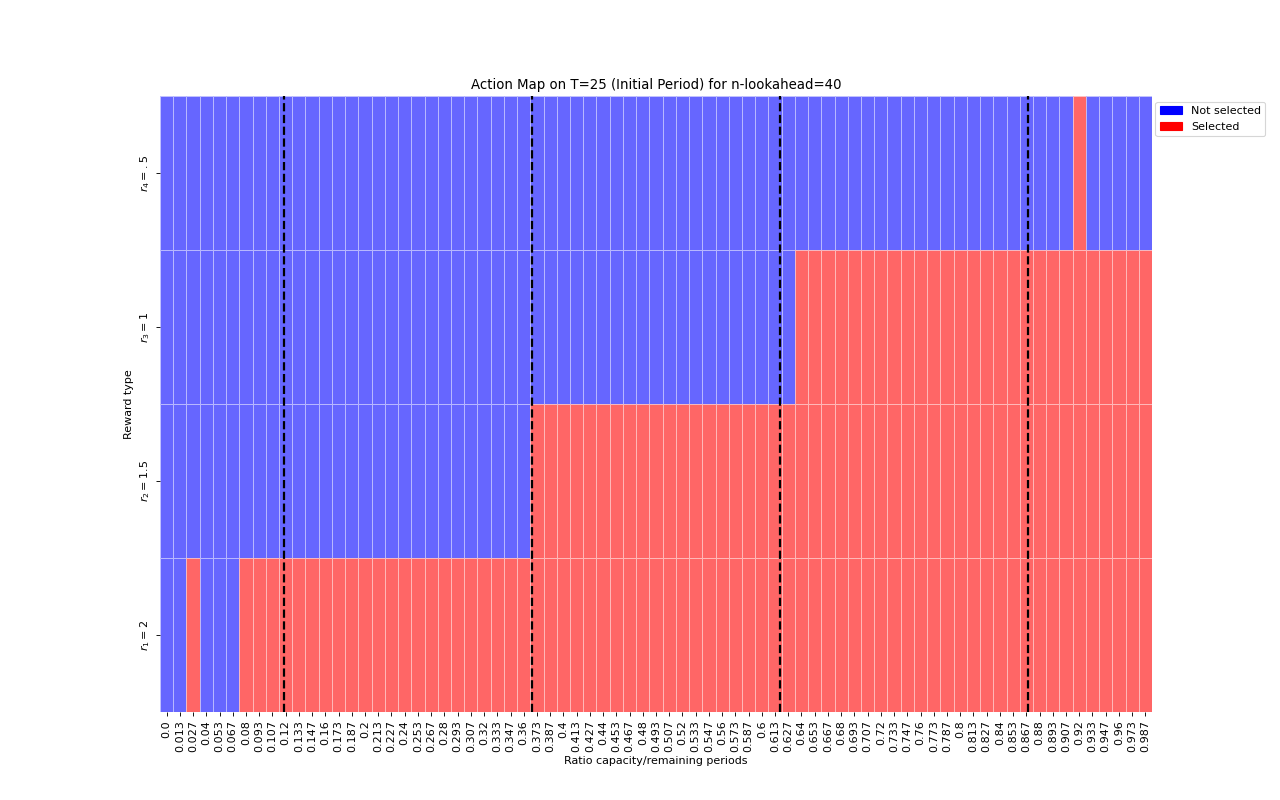 Action Map on T=25 (Initial Period) for n-lookahead=40
Not selected
Selected
Reward type
r₄ = .5
r₃ = 1
r₂ = 1.5
r₁ = 2
0.0 0.013 0.027 0.04 0.053 0.067 0.08 0.093 0.107 0.12 0.133 0.147 0.16 0.173 0.187 0.2 0.213 0.227 0.24 0.253 0.267 0.28 0.293 0.307 0.32 0.333 0.347 0.36 0.373 0.387 0.4 0.413 0.427 0.44 0.453 0.467 0.48 0.493 0.507 0.52 0.533 0.547 0.56 0.573 0.587 0.6 0.613 0.627 0.64 0.653 0.667 0.68 0.693 0.707 0.72 0.733 0.747 0.76 0.773 0.787 0.8 0.813 0.827 0.84 0.853 0.867 0.88 0.893 0.907 0.92 0.933 0.947 0.96 0.973 0.987
Ratio capacity/remaining periods